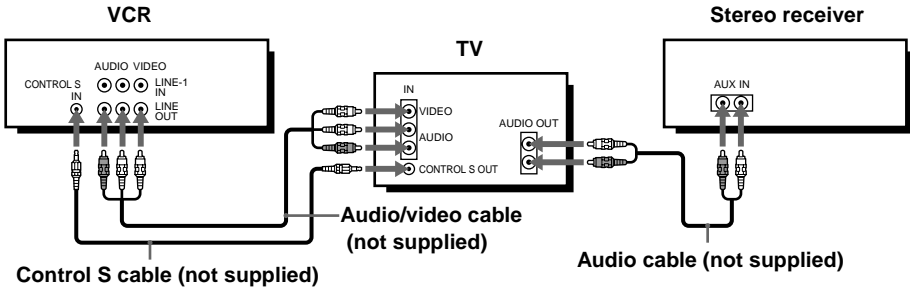 VCR
TV
Stereo receiver
AUDIO VIDEO
CONTROL S
IN
LINE-1
IN
LINE
OUT
IN
VIDEO
AUDIO
CONTROL S OUT
AUDIO OUT
AUX IN
Audio/video cable
(not supplied)
Control S cable (not supplied)
Audio cable (not supplied)